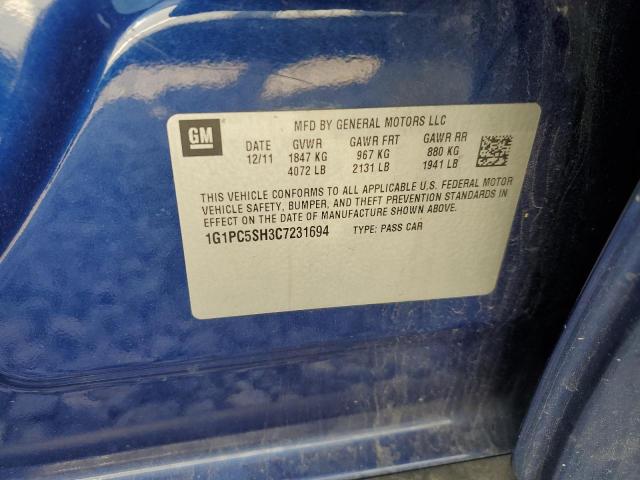 GM
MFD BY GENERAL MOTORS LLC
DATE GVWR GAWR FRT GAWR RR
12/11 1847 KG 967 KG 880 KG
4072 LB 2131 LB 1941 LB
THIS VEHICLE CONFORMS TO ALL APPLICABLE U.S. FEDERAL MOTOR
VEHICLE SAFETY, BUMPER, AND THEFT PREVENTION STANDARDS IN
EFFECT ON THE DATE OF MANUFACTURE SHOWN ABOVE.
1G1PC5SH3C7231694 TYPE: PASS CAR